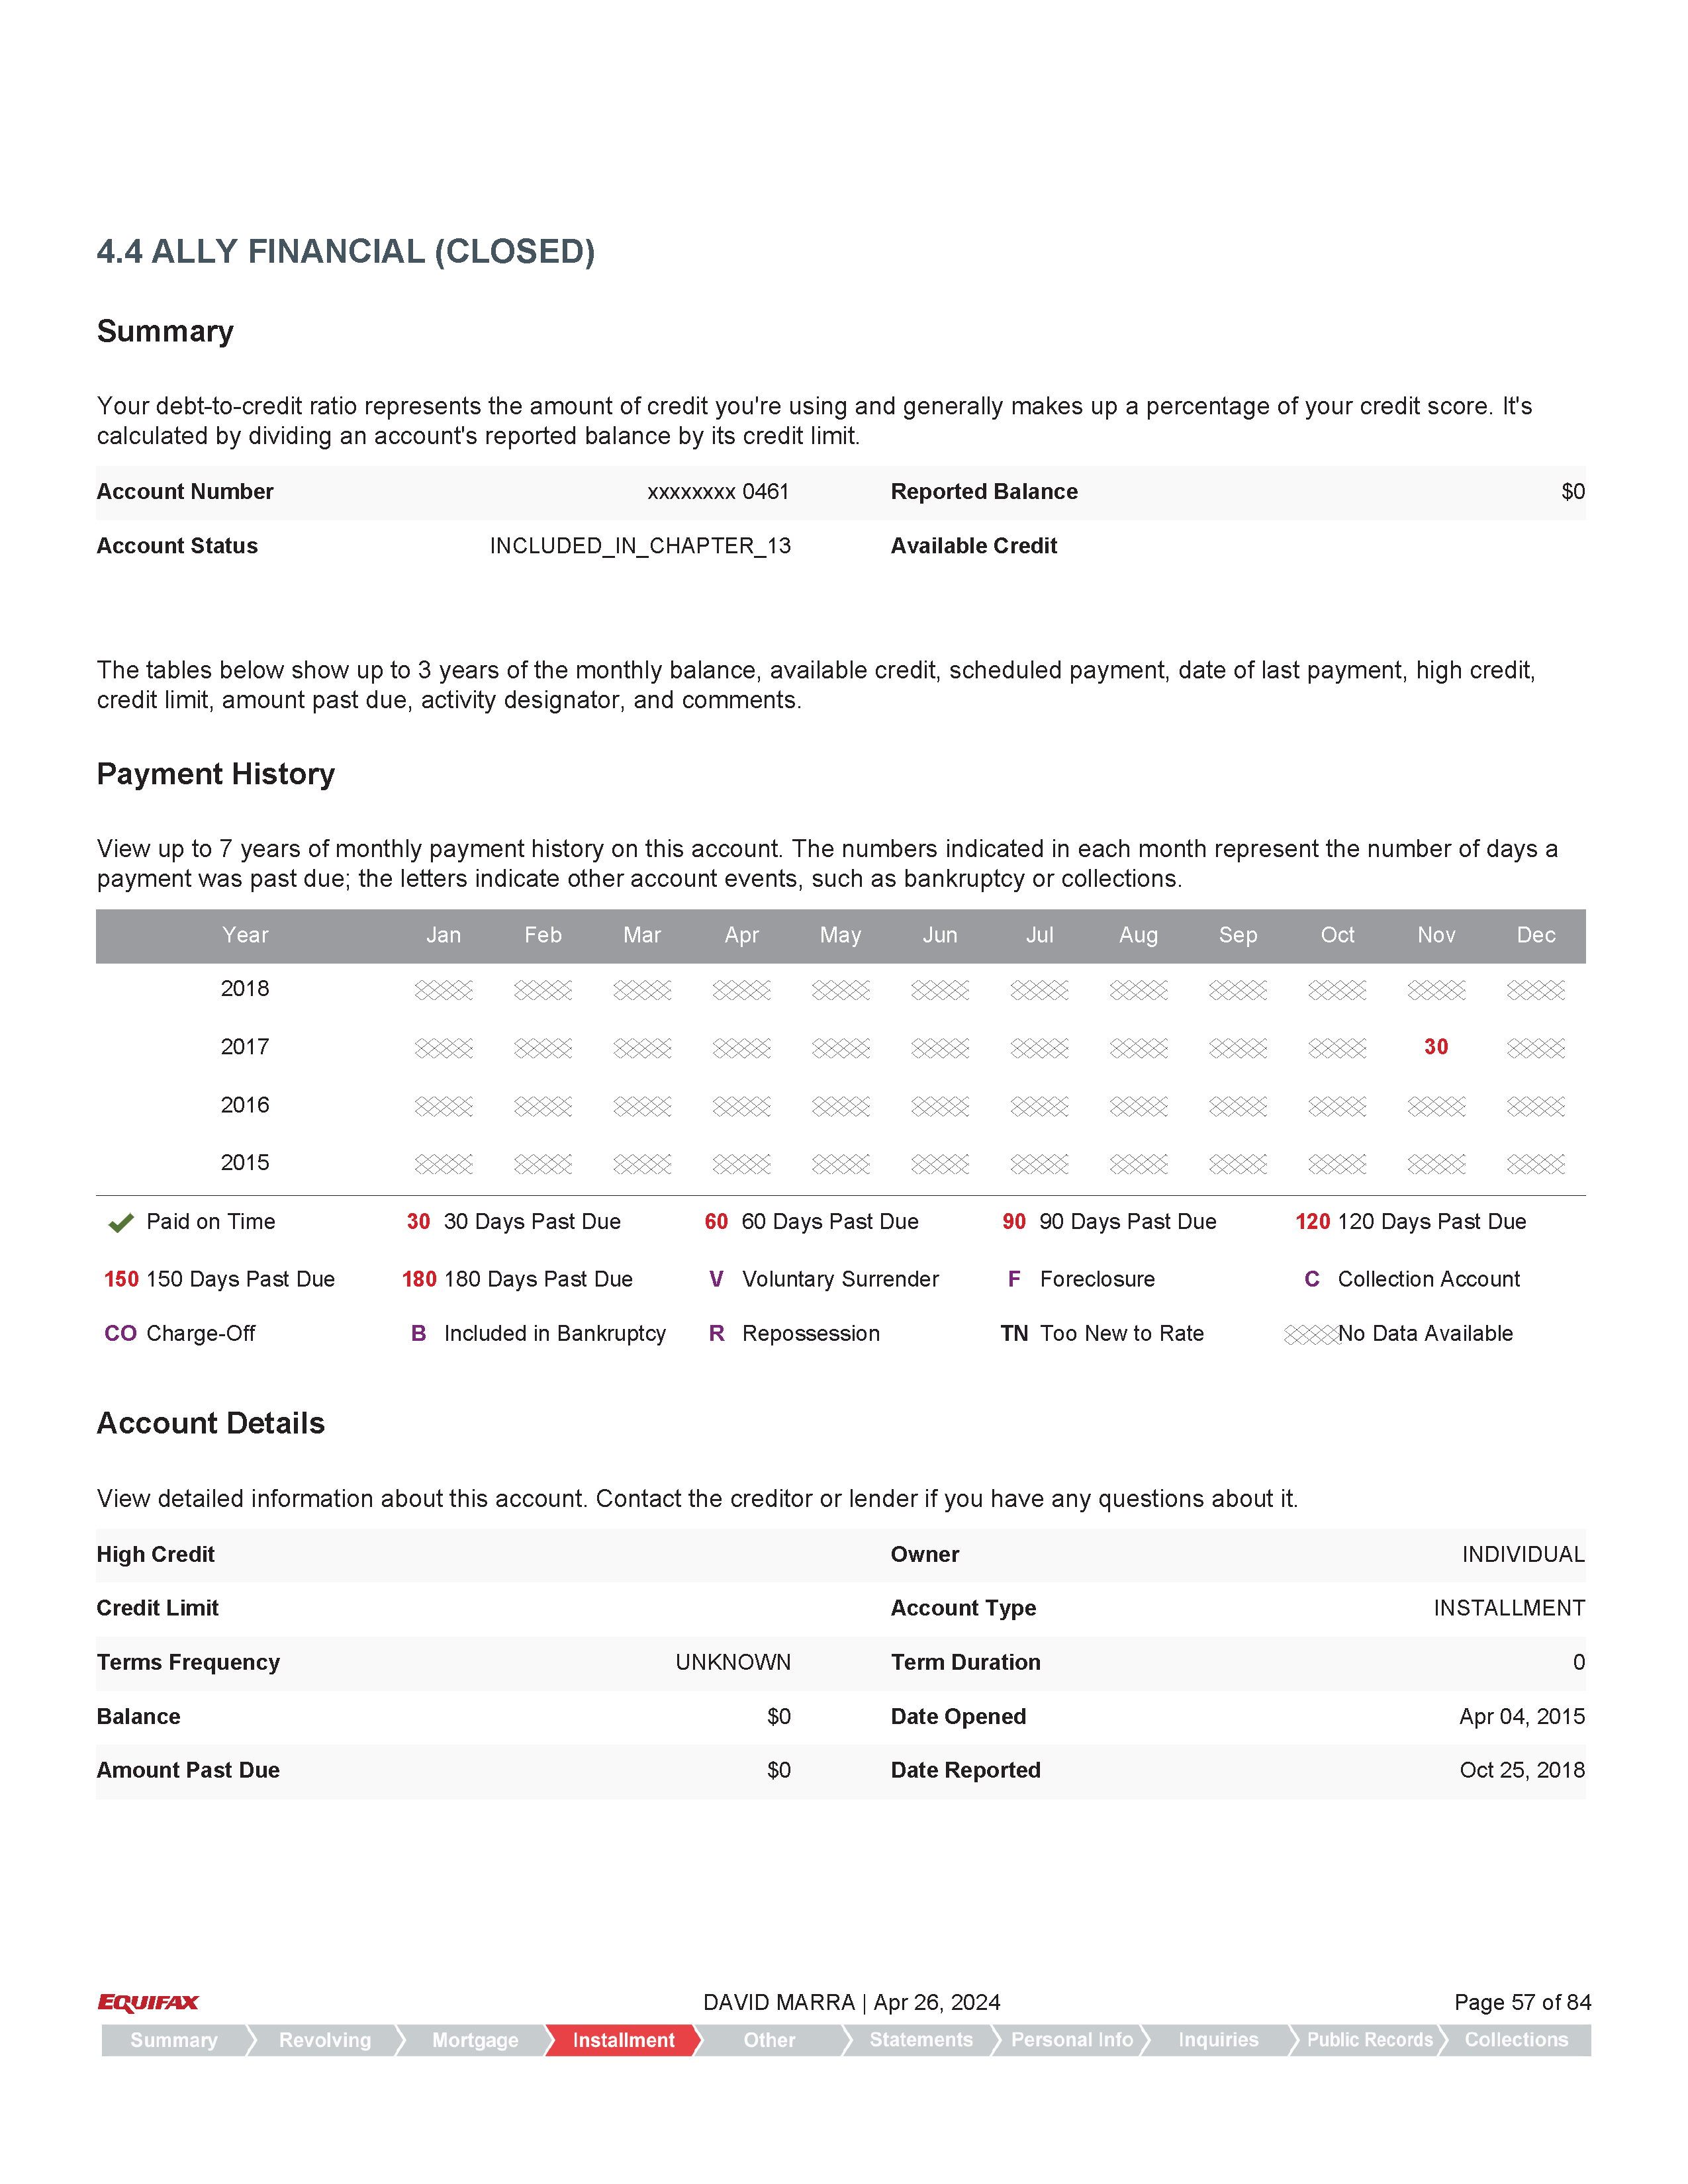 4.4 ALLY FINANCIAL (CLOSED)
Summary
Your debt-to-credit ratio represents the amount of credit you're using and generally makes up a percentage of your credit score. It's
calculated by dividing an account's reported balance by its credit limit.
Account Number xxxxxxxx 0461 Reported Balance $0
Account Status INCLUDED_IN_CHAPTER_13 Available Credit
The tables below show up to 3 years of the monthly balance, available credit, scheduled payment, date of last payment, high credit,
credit limit, amount past due, activity designator, and comments.
Payment History
View up to 7 years of monthly payment history on this account. The numbers indicated in each month represent the number of days a
payment was past due; the letters indicate other account events, such as bankruptcy or collections.
Year Jan Feb Mar Apr May Jun Jul Aug Sep Oct Nov Dec
2018
2017 30
2016
2015
Paid on Time 30 30 Days Past Due 60 60 Days Past Due 90 90 Days Past Due 120 120 Days Past Due
150 150 Days Past Due 180 180 Days Past Due V Voluntary Surrender F Foreclosure C Collection Account
CO Charge-Off B Included in Bankruptcy R Repossession TN Too New to Rate No Data Available
Account Details
View detailed information about this account. Contact the creditor or lender if you have any questions about it.
High Credit Owner INDIVIDUAL
Credit Limit Account Type INSTALLMENT
Terms Frequency UNKNOWN Term Duration 0
Balance $0 Date Opened Apr 04, 2015
Amount Past Due $0 Date Reported Oct 25, 2018
EQUIFAX DAVID MARRA | Apr 26, 2024 Page 57 of 84
Summary Revolving Mortgage Installment Other Statements Personal Info Inquiries Public Records Collections